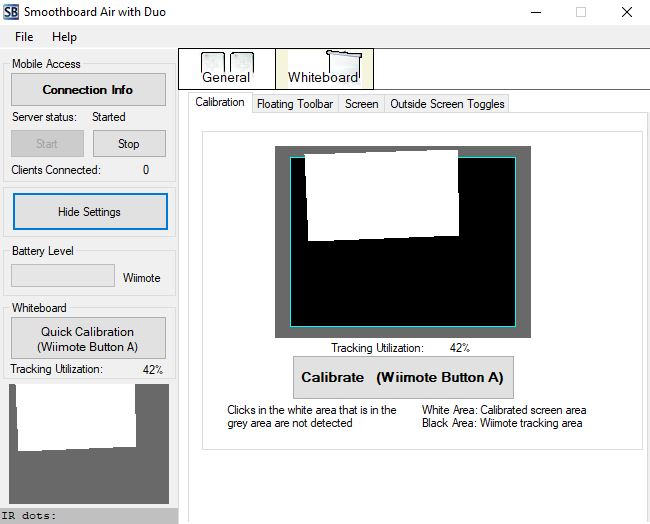 SB Smoothboard Air with Duo
File Help
Mobile Access
Connection Info
Server status: Started
Start Stop
Clients Connected: 0
Hide Settings
Battery Level
Wiimote
Whiteboard
Quick Calibration
(Wiimote Button A)
Tracking Utilization: 42%
IR dots:
General Whiteboard
Calibration Floating Toolbar Screen Outside Screen Toggles
Tracking Utilization: 42%
Calibrate (Wiimote Button A)
Clicks in the white area that is in the
grey area are not detected
White Area: Calibrated screen area
Black Area: Wiimote tracking area